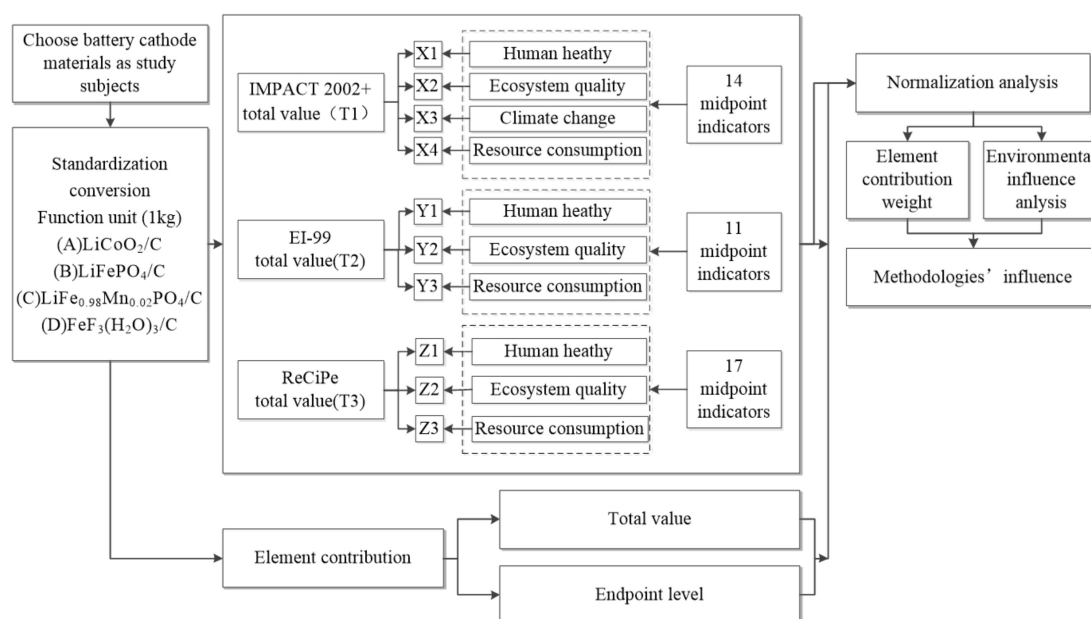 Choose battery cathode
materials as study
subjects
Standardization
conversion
Function unit (1kg)
(A)LiCoO₂/C
(B)LiFePO₄/C
(C)LiFe₀.₉₈Mn₀.₀₂PO₄/C
(D)FeF₃(H₂O)₃/C
IMPACT 2002+
total value（T1）
X1
X2
X3
X4
Human heathy
Ecosystem quality
Climate change
Resource consumption
14
midpoint
indicators
EI-99
total value(T2)
Y1
Y2
Y3
Human heathy
Ecosystem quality
Resource consumption
11
midpoint
indicators
ReCiPe
total value(T3)
Z1
Z2
Z3
Human heathy
Ecosystem quality
Resource consumption
17
midpoint
indicators
Element contribution
Total value
Endpoint level
Normalization analysis
Element
contribution
weight
Environmental
influence
anlysis
Methodologies’ influence